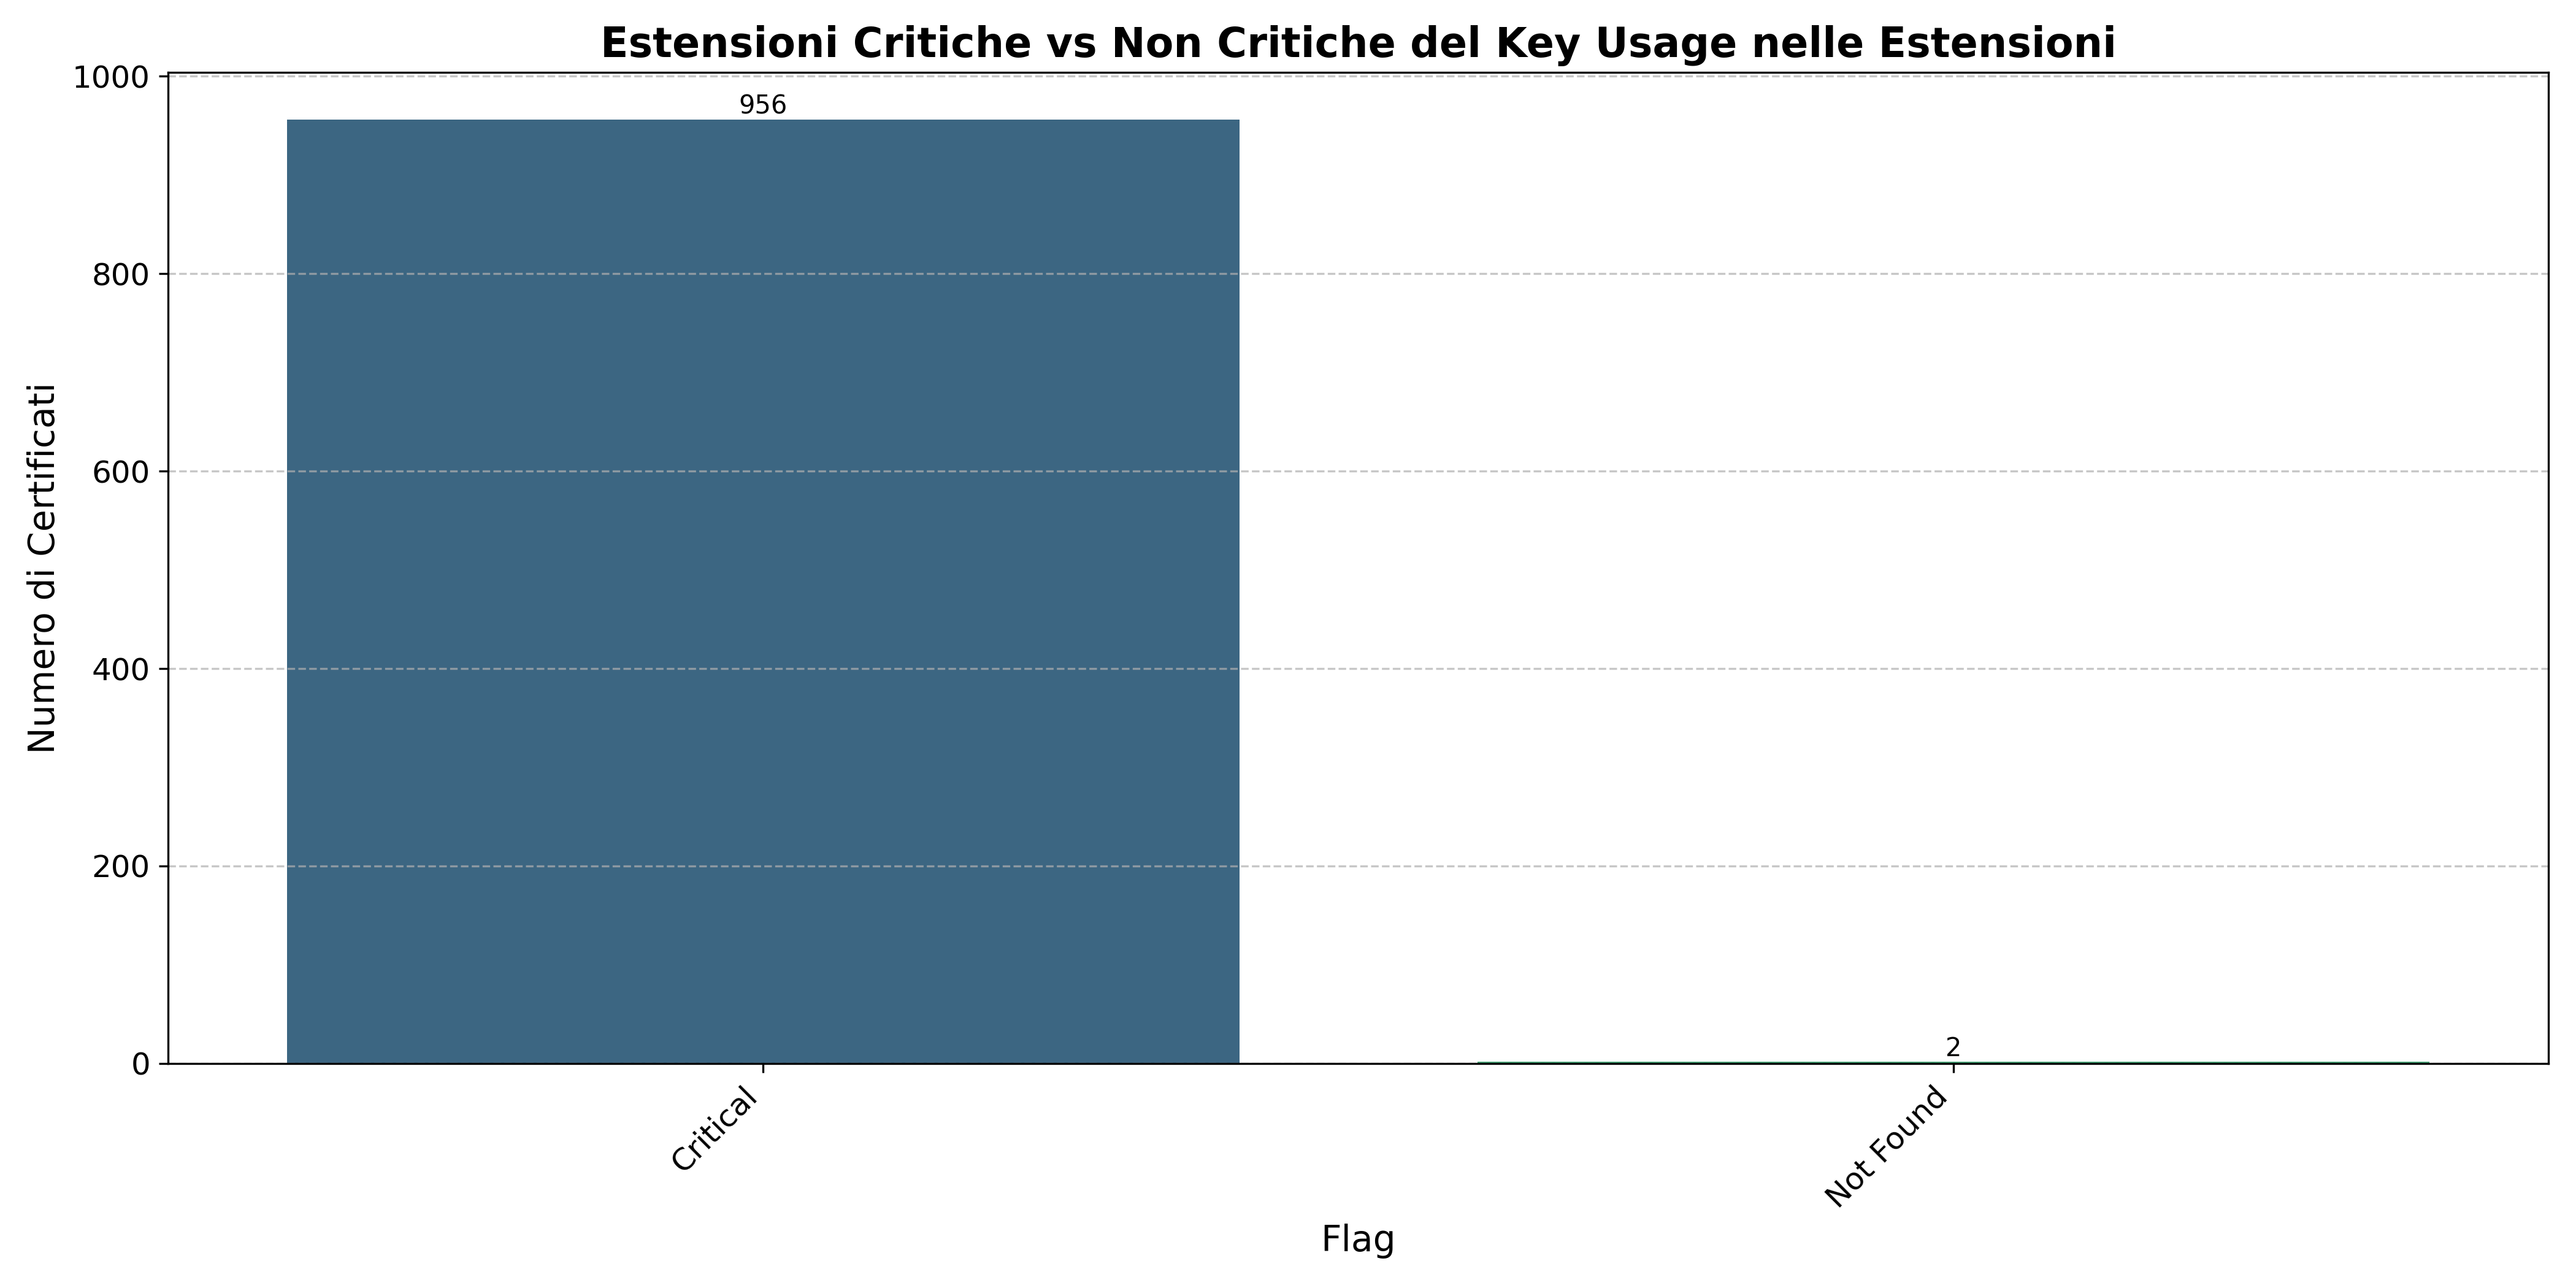 Estensioni Critiche vs Non Critiche del Key Usage nelle Estensioni
1000
800
600
400
200
0
Numero di Certificati
956
2
Critical
Not Found
Flag